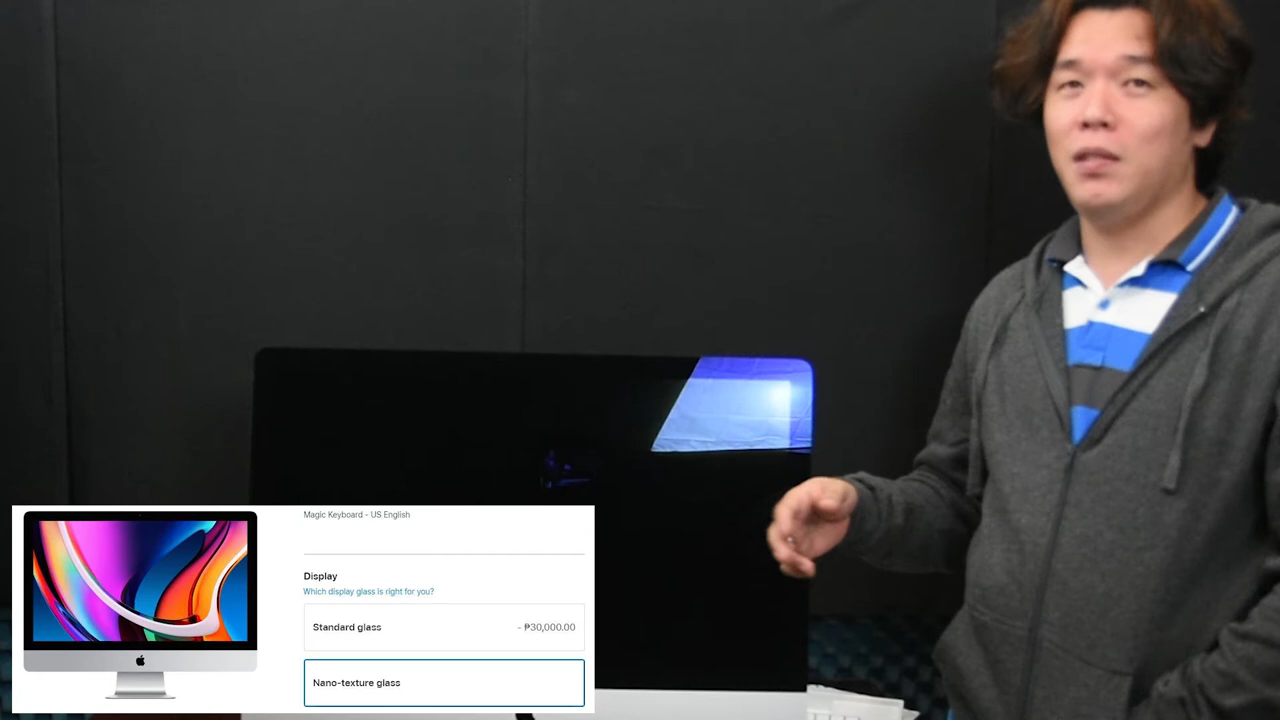 Magic Keyboard - US English
Display
Which display glass is right for you?
Standard glass - ₱30,000.00
Nano-texture glass